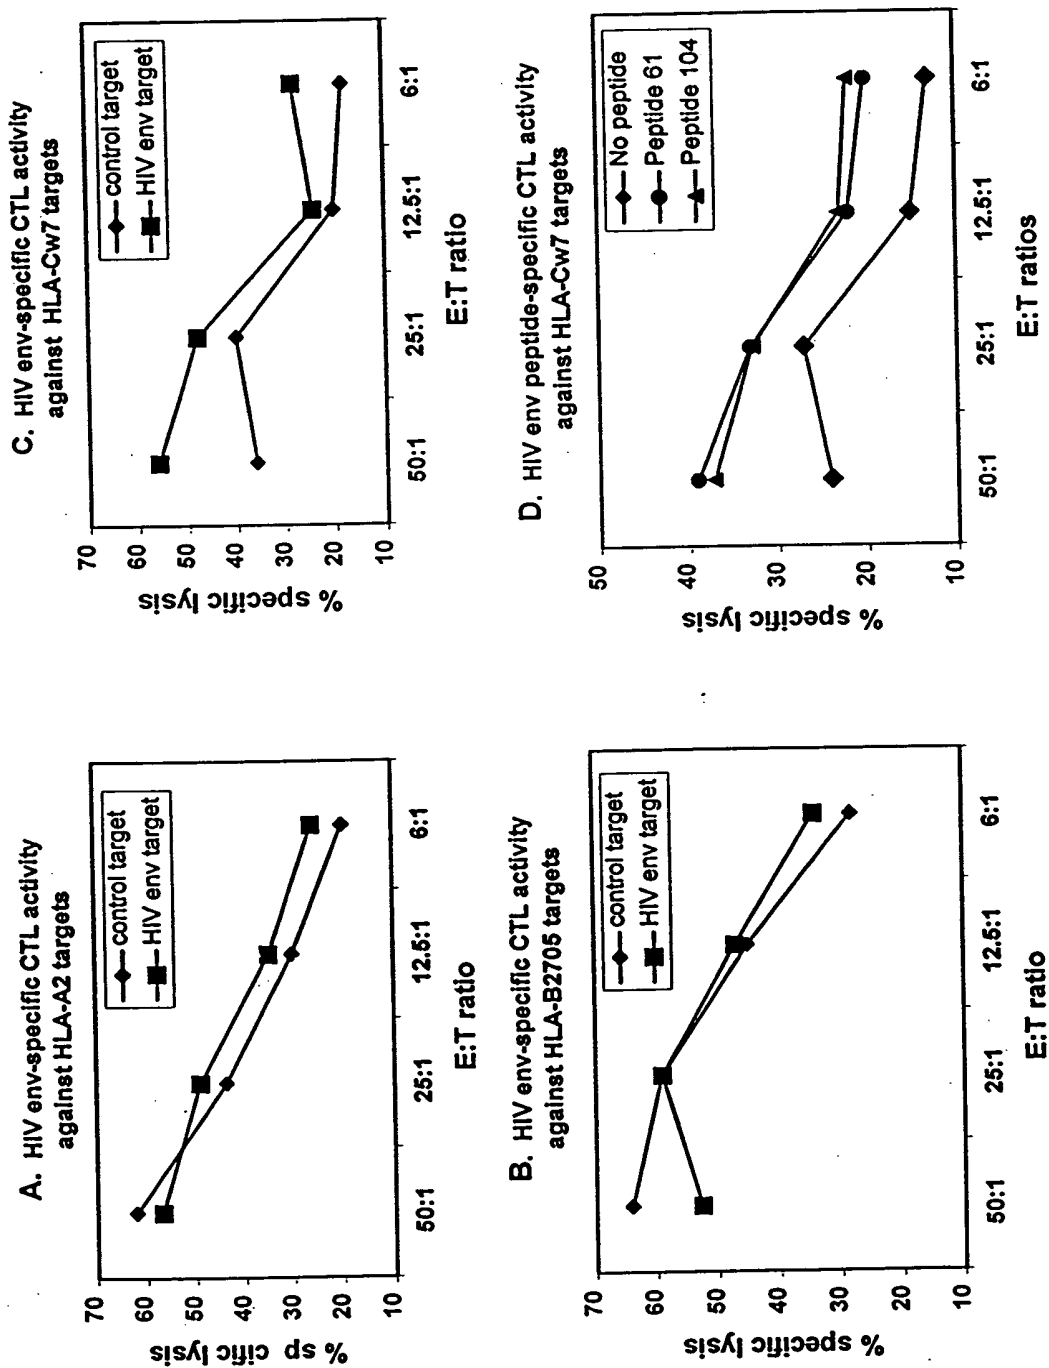 A. HIV env-specific CTL activity
against HLA-A2 targets
control target
HIV env target
70
60
50
40
30
20
10
% sp cific lysis
50:1
25:1
12.5:1
6:1
E:T ratio
B. HIV env-specific CTL activity
against HLA-B2705 targets
control target
HIV env target
70
60
50
40
30
20
10
% specific lysis
50:1
25:1
12.5:1
6:1
E:T ratio
C. HIV env-specific CTL activity
against HLA-Cw7 targets
control target
HIV env target
70
60
50
40
30
20
10
% specific lysis
50:1
25:1
12.5:1
6:1
E:T ratio
D. HIV env peptide-specific CTL activity
against HLA-Cw7 targets
No peptide
Peptide 61
Peptide 104
50
40
30
20
10
% specific lysis
50:1
25:1
12.5:1
6:1
E:T ratios